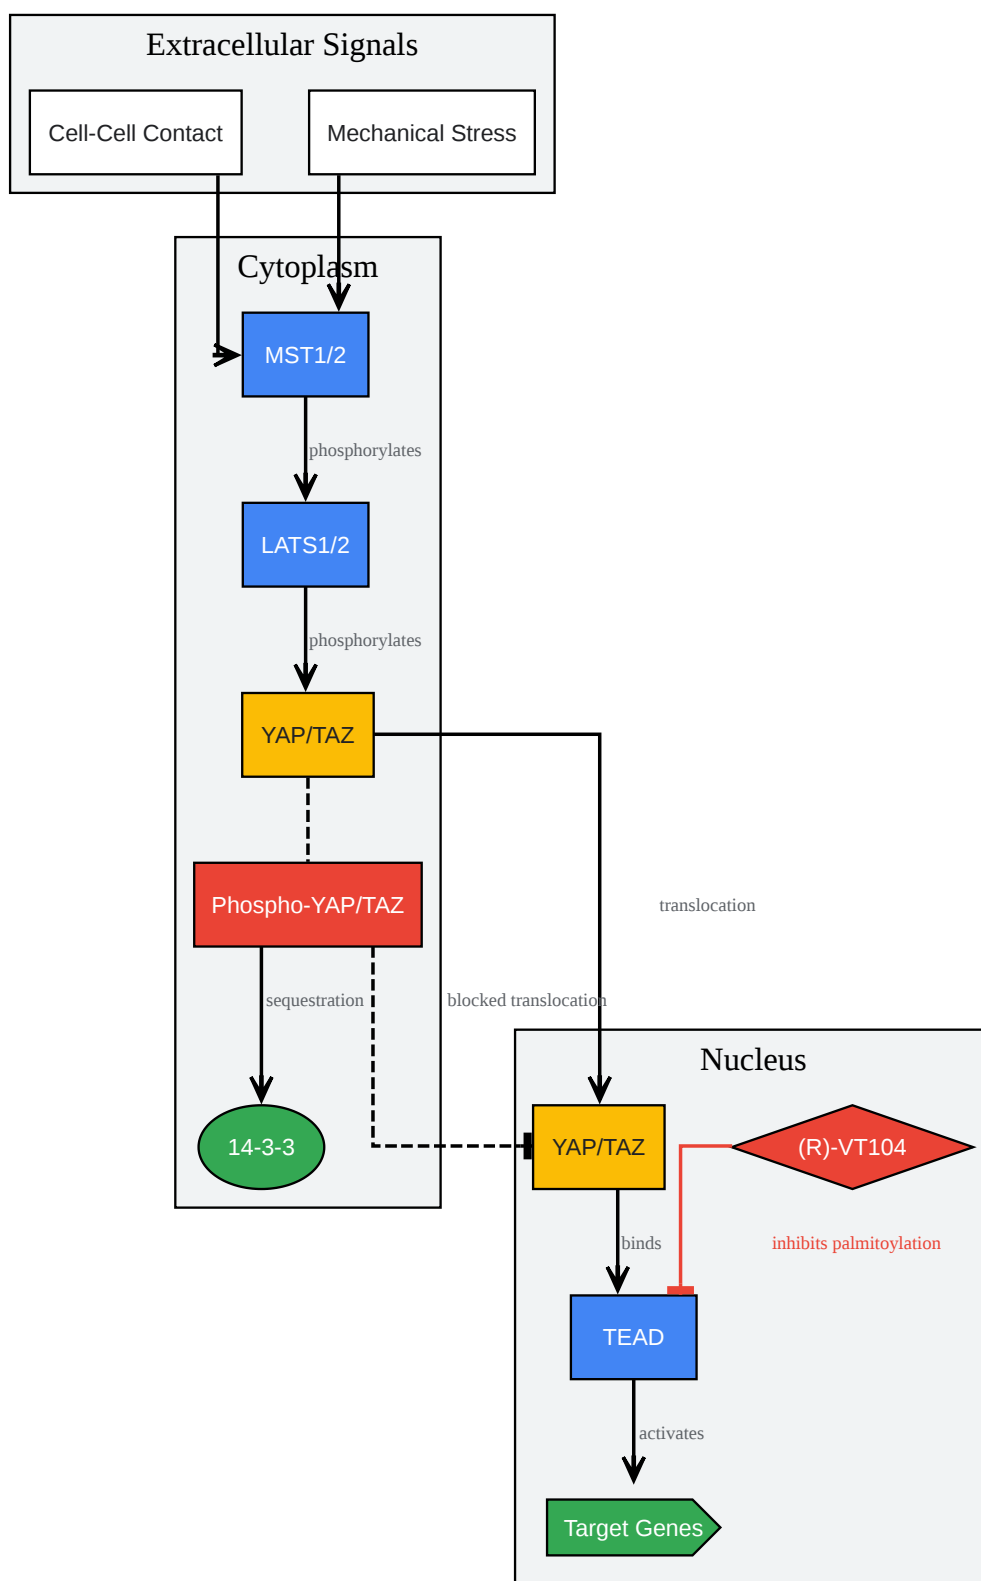 Extracellular Signals
Cell-Cell Contact
Mechanical Stress
Cytoplasm
MST1/2
phosphorylates
LATS1/2
phosphorylates
YAP/TAZ
Phospho-YAP/TAZ
translocation
sequestration
blocked translocation
Nucleus
14-3-3
YAP/TAZ
(R)-VT104
binds
inhibits palmitoylation
TEAD
activates
Target Genes